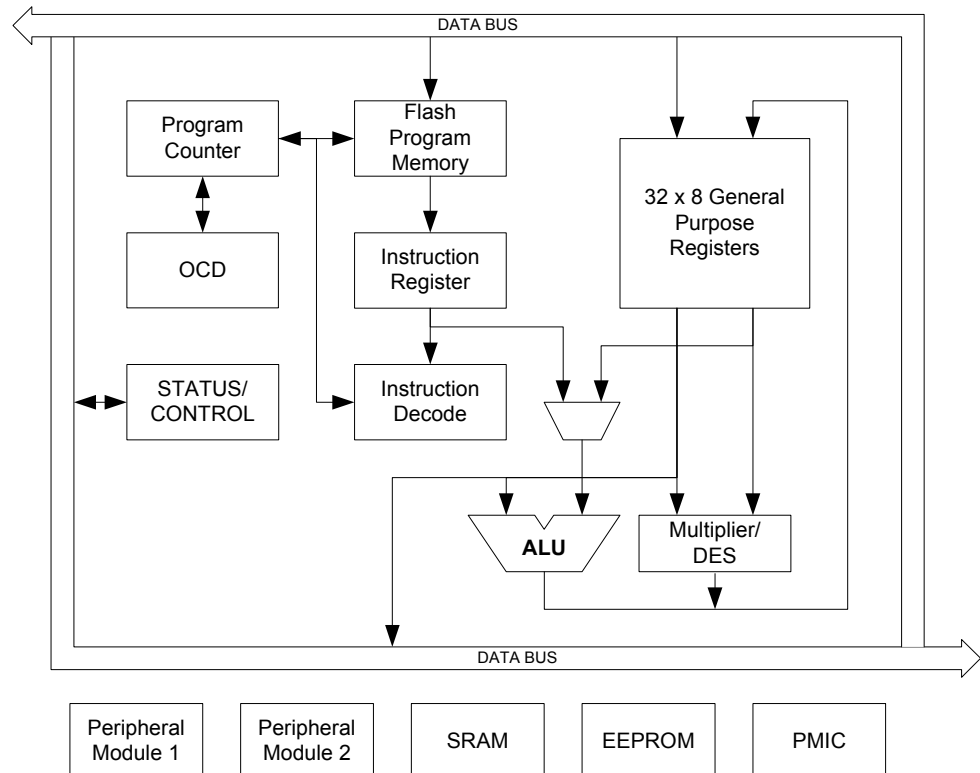 DATA BUS
Program
Counter
Flash
Program
Memory
32 x 8 General
Purpose
Registers
OCD
Instruction
Register
STATUS/
CONTROL
Instruction
Decode
ALU
Multiplier/
DES
DATA BUS
Peripheral
Module 1
Peripheral
Module 2
SRAM
EEPROM
PMIC